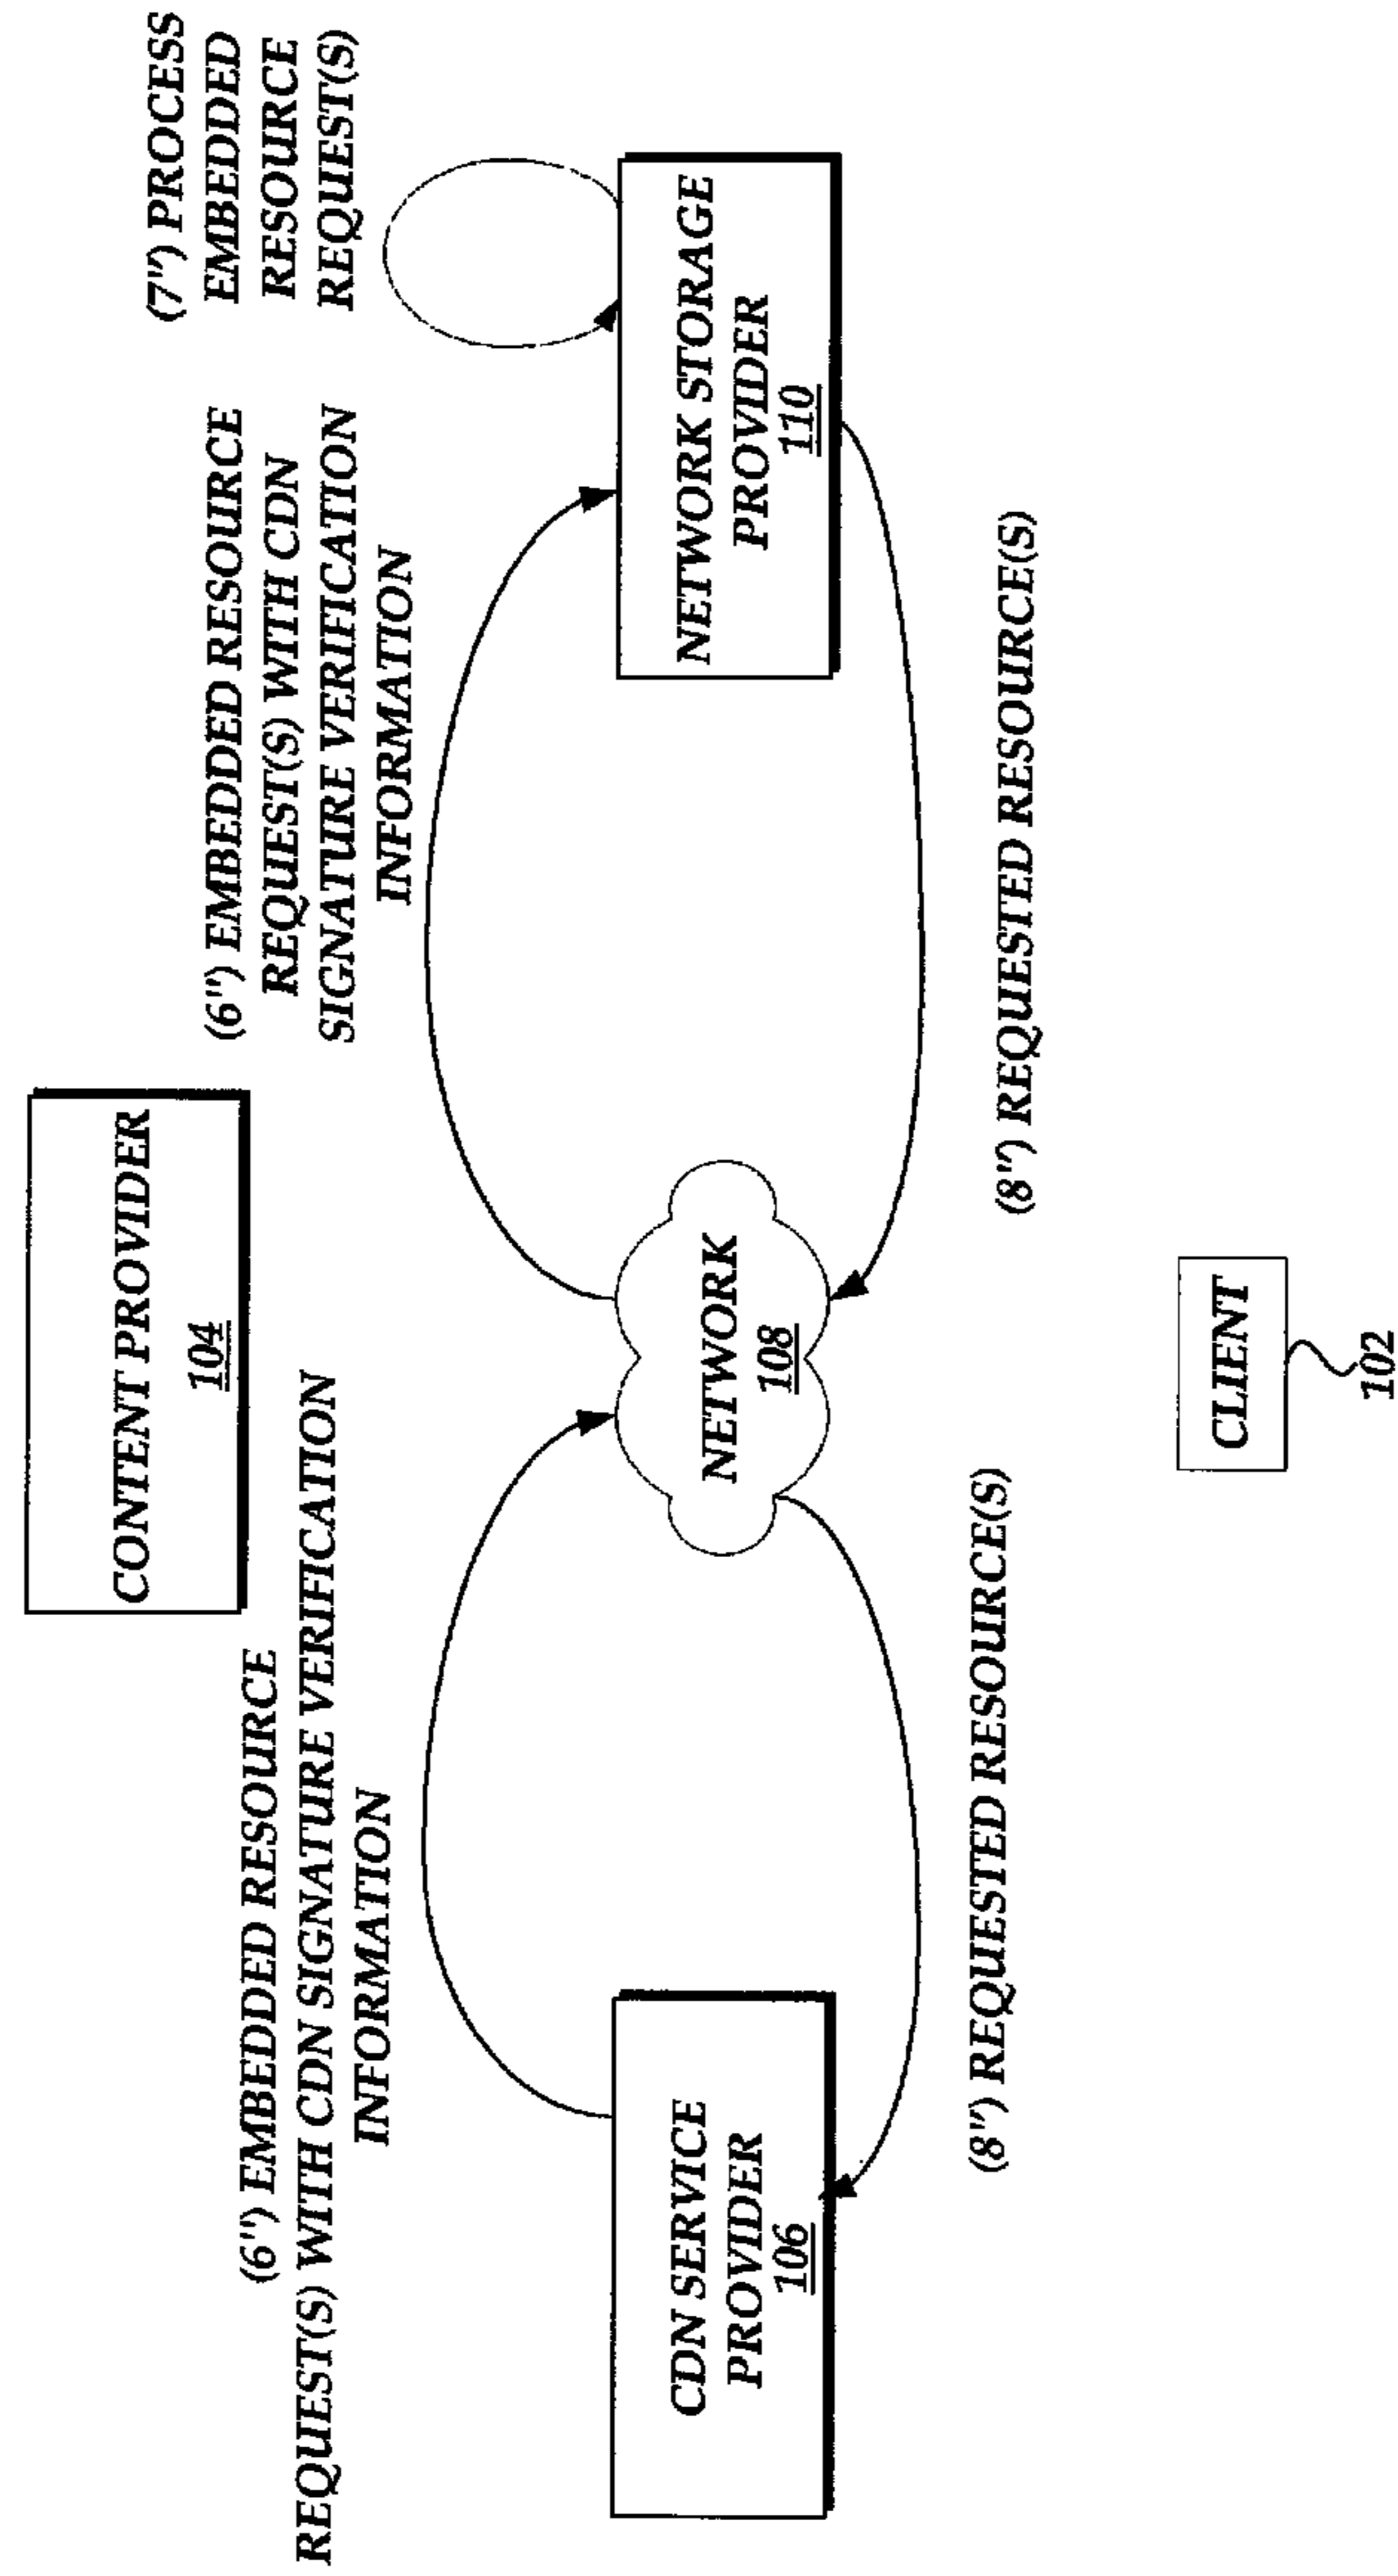 CONTENT PROVIDER
104
(6") EMBEDDED RESOURCE
REQUEST(S) WITH CDN SIGNATURE VERIFICATION
INFORMATION
(6") EMBEDDED RESOURCE
REQUEST(S) WITH CDN
SIGNATURE VERIFICATION
INFORMATION
(7") PROCESS
EMBEDDED
RESOURCE
REQUEST(S)
CDN SERVICE
PROVIDER
106
NETWORK
108
NETWORK STORAGE
PROVIDER
110
(8") REQUESTED RESOURCE(S)
(8") REQUESTED RESOURCE(S)
CLIENT
102